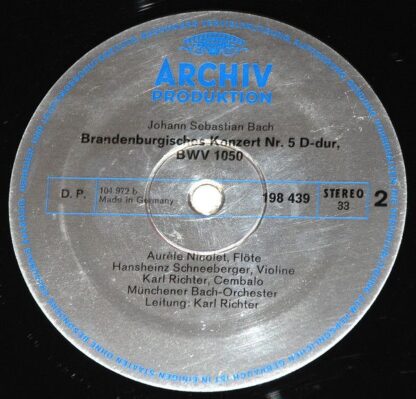 ARCHIV
PRODUKTION
Johann Sebastian Bach
Brandenburgisches Konzert Nr. 5 D-dur,
BWV 1050
D. P.
104 972 b
Made in Germany
198 439
STEREO
33
2
Aurèle Nicolet, Flöte
Hansheinz Schneeberger, Violine
Karl Richter, Cembalo
Münchener Bach-Orchester
Leitung: Karl Richter